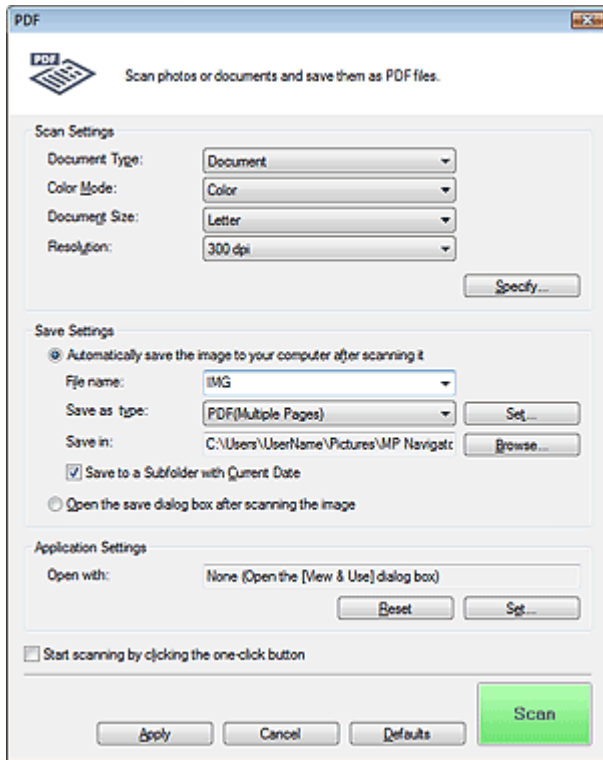 PDF
PDF
Scan photos or documents and save them as PDF files.
Scan Settings
Document Type: Document
Color Mode: Color
Document Size: Letter
Resolution: 300 dpi
Specify...
Save Settings
Automatically save the image to your computer after scanning it
File name: IMG
Save as type: PDF(Multiple Pages) Set...
Save in: C:\Users\UserName\Pictures\MP Navigato Browse...
Save to a Subfolder with Current Date
Open the save dialog box after scanning the image
Application Settings
Open with: None (Open the [View & Use] dialog box)
Reset Set...
Start scanning by clicking the one-click button
Scan
Apply Cancel Defaults